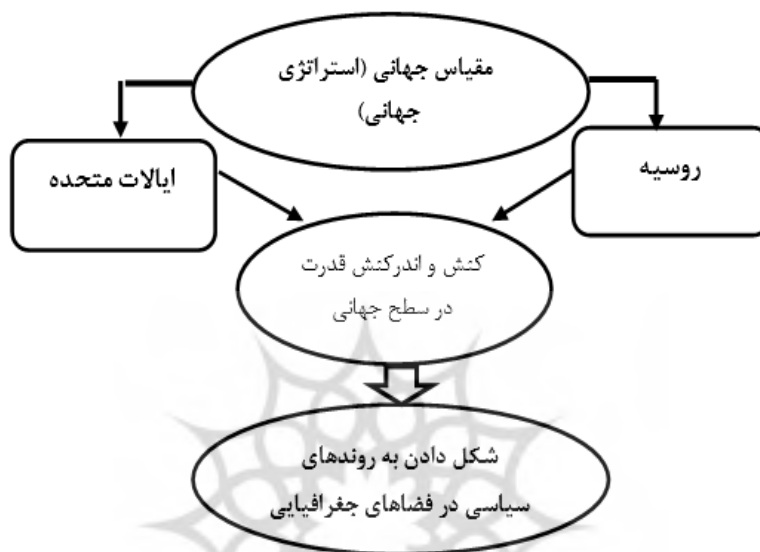 مقیاس جهانی (استراتژی
جهانی)
روسیه
ایالات متحده
کنش و اندرکنش قدرت
در سطح جهانی
شکل دادن به روندهای
سیاسی در فضاهای جغرافیایی